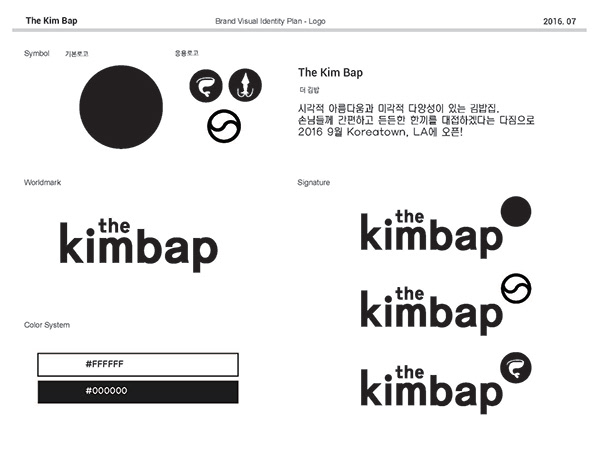 The Kim Bap
Brand Visual Identity Plan - Logo
2016. 07
Symbol
기본로고
응용로고
The Kim Bap
더 김밥
시각적 아름다움과 미각적 다양성이 있는 김밥집.
손님들께 간편하고 든든한 한끼를 대접하겠다는 다짐으로
2016 9월 Koreatown, LA에 오픈!
Worldmark
the
kimbap
Signature
the
kimbap
the
kimbap
the
kimbap
Color System
#FFFFFF
#000000